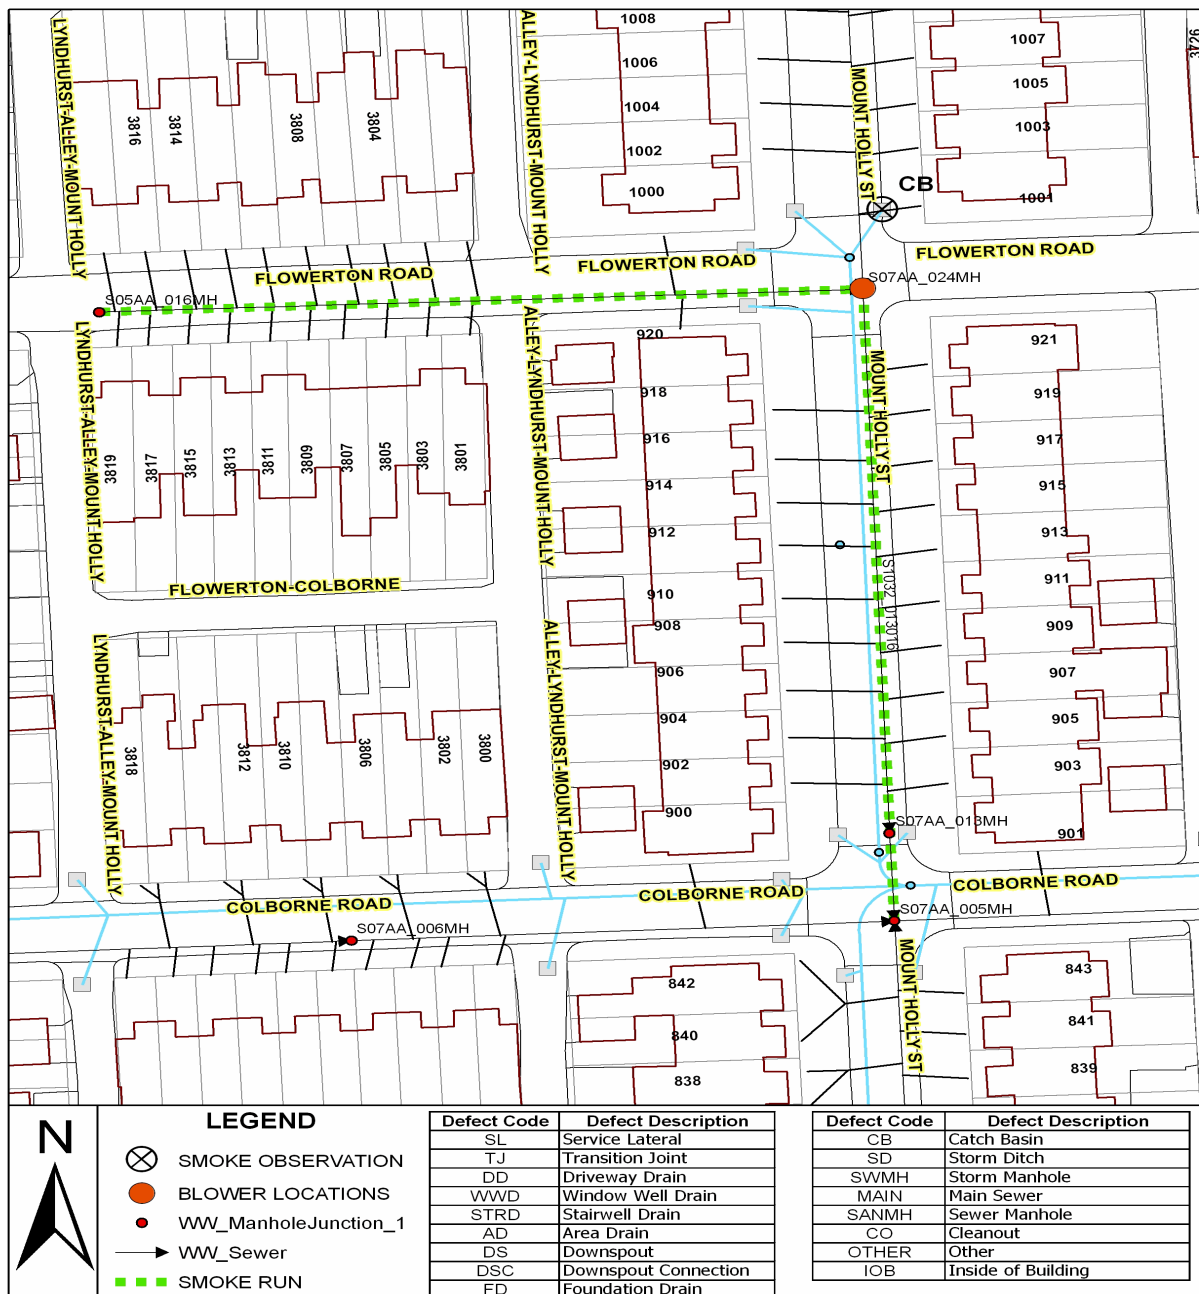 LYNDHURST-ALLEY-MOUNT HOLLY
ALLEY-LYNDHURST-MOUNT HOLLY
MOUNT HOLLY ST
3726
1008
1006
1004
1002
1000
1007
1005
1003
1001
3816
3814
3808
3804
CB
FLOWERTON ROAD
FLOWERTON ROAD
FLOWERTON ROAD
S05AA_016MH
S07AA_024MH
LYNDHURST-ALLEY-MOUNT HOLLY
ALLEY-LYNDHURST-MOUNT HOLLY
MOUNT HOLLY ST
920
918
916
914
912
910
908
906
904
902
900
921
919
917
915
913
911
909
907
905
903
901
3819
3817
3815
3813
3811
3809
3807
3805
3803
3801
FLOWERTON-COLBORNE
S1032_013016
LYNDHURST-ALLEY-MOUNT HOLLY
ALLEY-LYNDHURST-MOUNT HOLLY
3818
3812
3810
3806
3802
3800
S07AA_013MH
COLBORNE ROAD
COLBORNE ROAD
COLBORNE ROAD
S07AA_006MH
S07AA_005MH
MOUNT HOLLY ST
842
840
838
843
841
839
N
LEGEND
SMOKE OBSERVATION
BLOWER LOCATIONS
WW_ManholeJunction_1
WW_Sewer
SMOKE RUN
Defect Code Defect Description
SL Service Lateral
TJ Transition Joint
DD Driveway Drain
WWD Window Well Drain
STRD Stairwell Drain
AD Area Drain
DS Downspout
DSC Downspout Connection
FD Foundation Drain
Defect Code Defect Description
CB Catch Basin
SD Storm Ditch
SWMH Storm Manhole
MAIN Main Sewer
SANMH Sewer Manhole
CO Cleanout
OTHER Other
IOB Inside of Building